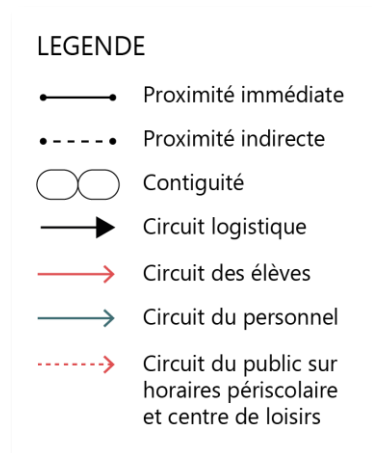 LEGENDE
Proximité immédiate
Proximité indirecte
Contiguité
Circuit logistique
Circuit des élèves
Circuit du personnel
Circuit du public sur
horaires périscolaire
et centre de loisirs